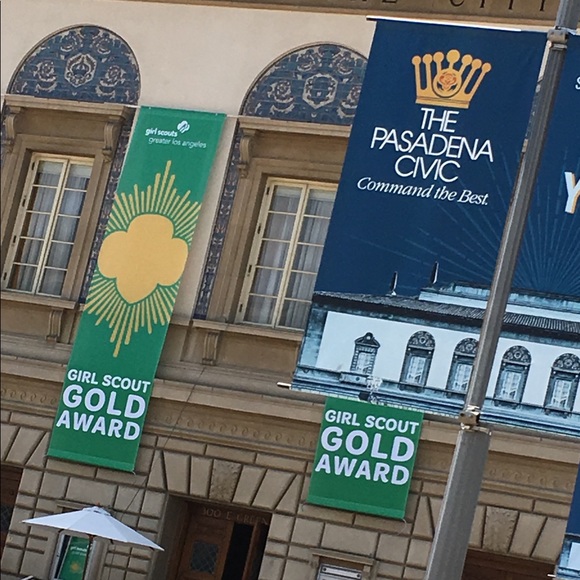 CITY
girl scouts
greater los angeles
GIRL SCOUT
GOLD
AWARD
THE
PASADENA
CIVIC
Command the Best.
Y
GIRL SCOUT
GOLD
AWARD